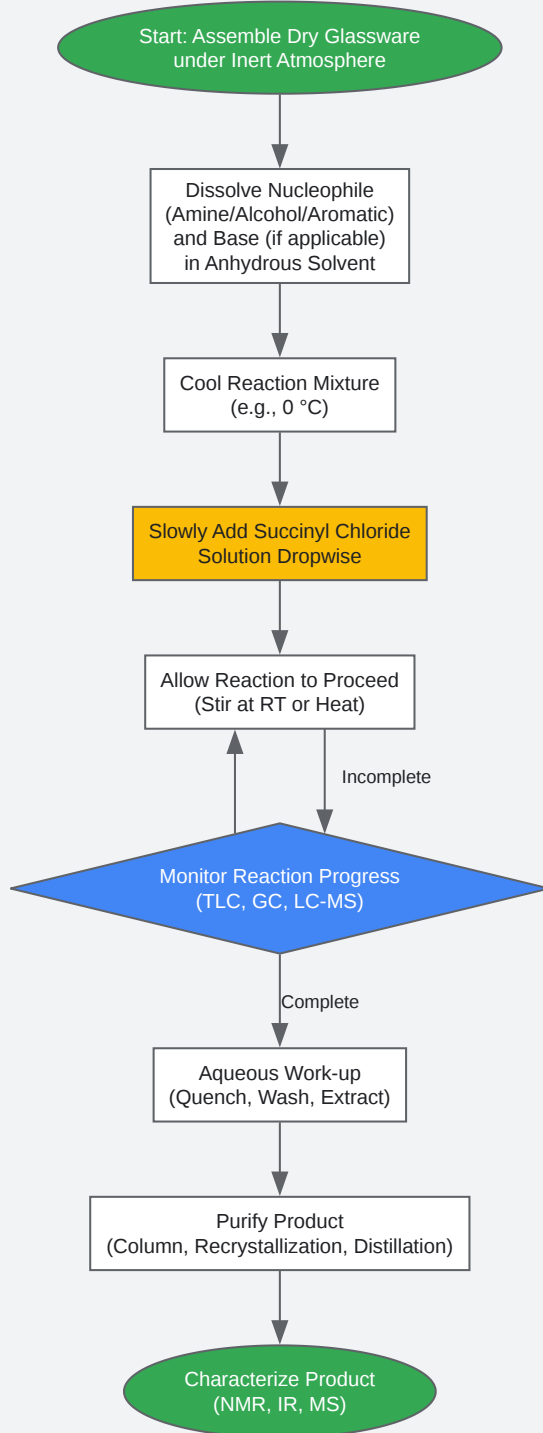 Start: Assemble Dry Glassware
under Inert Atmosphere
Dissolve Nucleophile
(Amine/Alcohol/Aromatic)
and Base (if applicable)
in Anhydrous Solvent
Cool Reaction Mixture
(e.g., 0 °C)
Slowly Add Succinyl Chloride
Solution Dropwise
Allow Reaction to Proceed
(Stir at RT or Heat)
Incomplete
Monitor Reaction Progress
(TLC, GC, LC-MS)
Complete
Aqueous Work-up
(Quench, Wash, Extract)
Purify Product
(Column, Recrystallization, Distillation)
Characterize Product
(NMR, IR, MS)